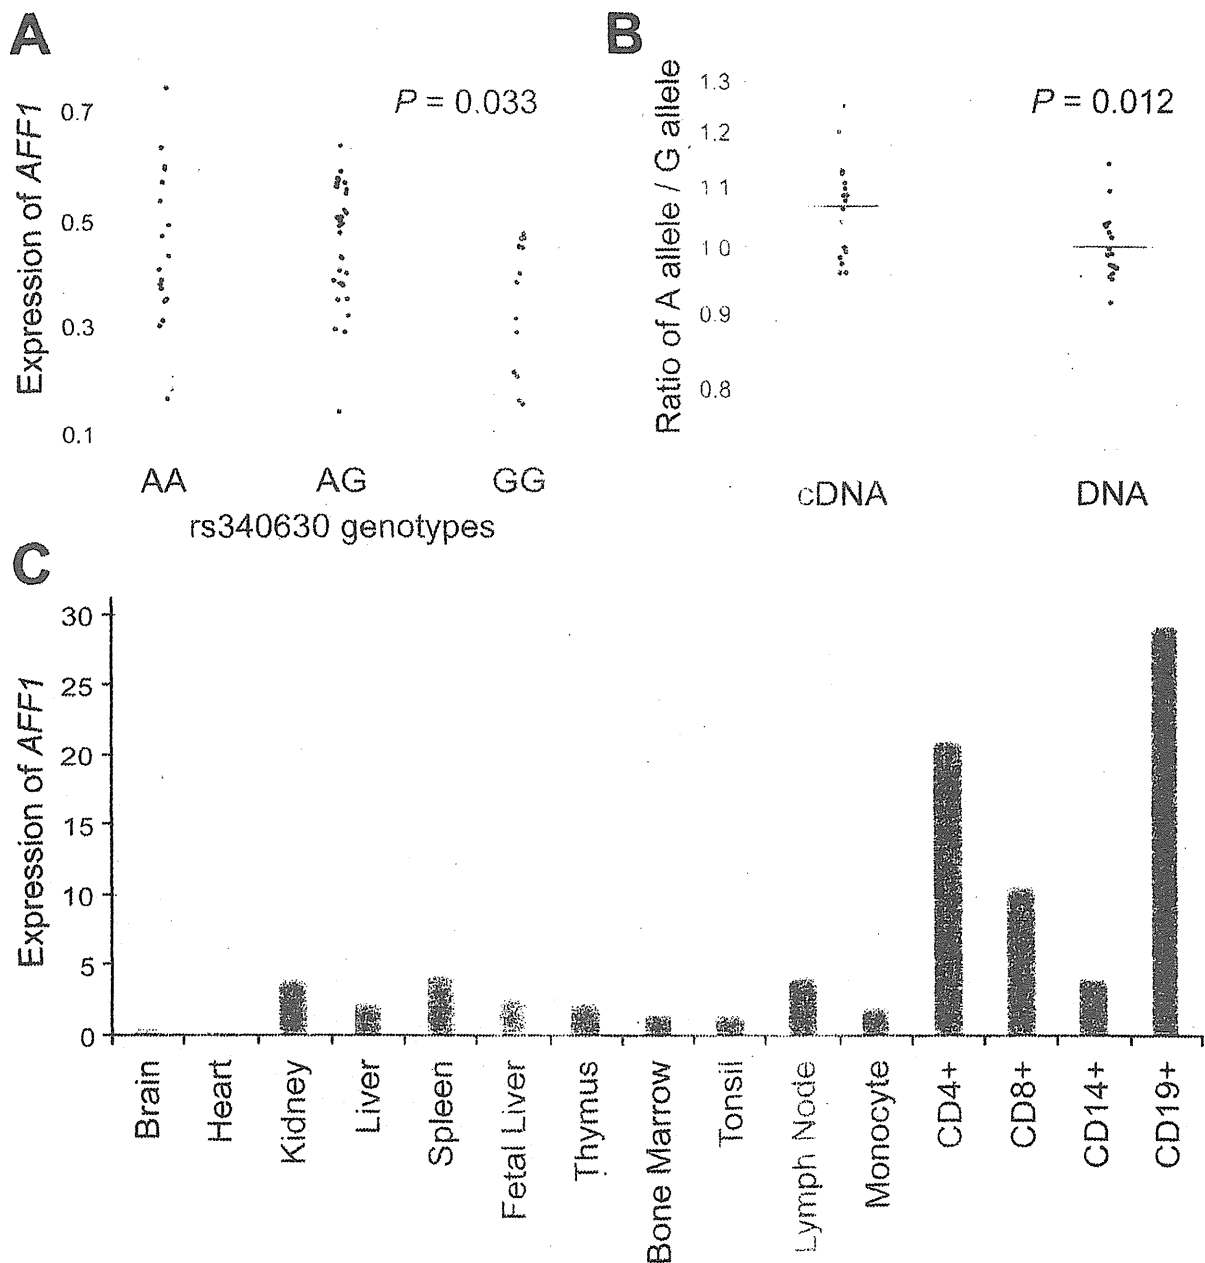 A
Expression of AFF1
0.7
0.5
0.3
0.1
P = 0.033
AA AG GG
rs340630 genotypes
B
Ratio of A allele / G allele
1.3
1.2
1 1
1 0
0.9
0.8
P = 0.012
cDNA DNA
C
Expression of AFF1
30
25
20
15
10
5
0
Brain
Heart
Kidney
Liver
Spleen
Fetal Liver
Thymus
Bone Marrow
Tonsil
Lymph Node
Monocyte
CD4+
CD8+
CD14+
CD19+